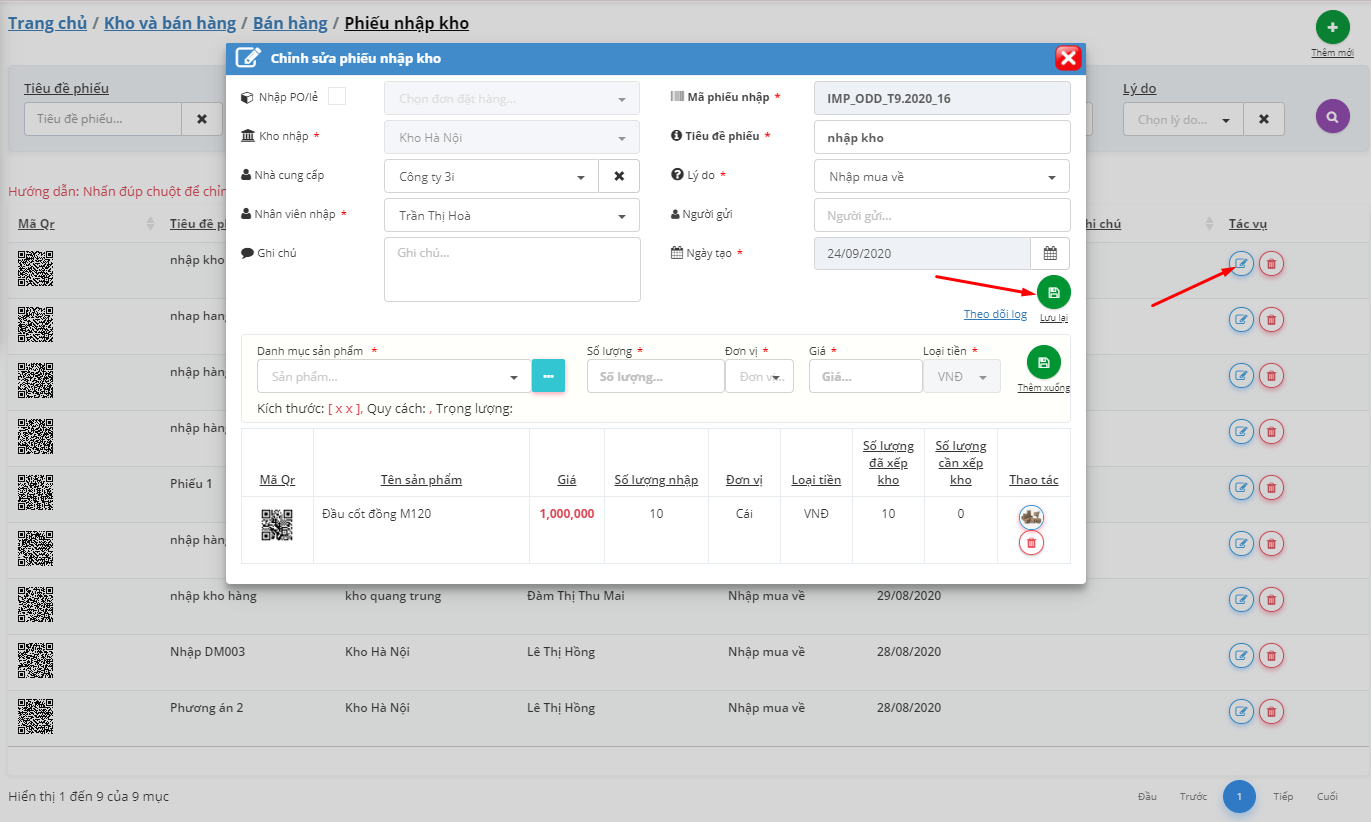 Trang chủ / Kho và bán hàng / Bán hàng / Phiếu nhập kho
Thêm mới
Tiêu đề phiếu
Tiêu đề phiếu...
Lý do
Chọn lý do...
Hướng dẫn: Nhấn đúp chuột để chỉn
Chỉnh sửa phiếu nhập kho
Nhập PO/lẻ
Chọn đơn đặt hàng...
Mã phiếu nhập *
IMP_ODD_T9.2020_16
Kho nhập *
Kho Hà Nội
Tiêu đề phiếu *
nhập kho
Nhà cung cấp
Công ty 3i
Lý do *
Nhập mua về
Nhân viên nhập *
Trần Thị Hoà
Người gửi
Người gửi...
Ghi chú
Ghi chú...
Ngày tạo *
24/09/2020
Theo dõi log
Lưu lại
Danh mục sản phẩm *
Số lượng *
Đơn vị *
Giá *
Loại tiền *
Sản phẩm...
Số lượng...
Giá...
VNĐ
Thêm xuống
Kích thước: [ x x ], Quy cách: , Trọng lượng:
Mã Qr
Tên sản phẩm
Giá
Số lượng nhập
Đơn vị
Loại tiền
Số lượng đã xếp kho
Số lượng cần xếp kho
Thao tác
Đầu cốt đồng M120
1,000,000
10
Cái
VNĐ
10
0
Mã Qr
Tiêu đề p
hi chú
Tác vụ
nhập kho
nhap hang
nhập hàn
nhập hàng
Phiếu 1
nhập hàn
nhập kho hàng
kho quang trung
Đàm Thị Thu Mai
Nhập mua về
29/08/2020
Nhập DM003
Kho Hà Nội
Lê Thị Hồng
Nhập mua về
28/08/2020
Phương án 2
Kho Hà Nội
Lê Thị Hồng
Nhập mua về
28/08/2020
Hiển thị 1 đến 9 của 9 mục
Đầu
Trước
1
Tiếp
Cuối